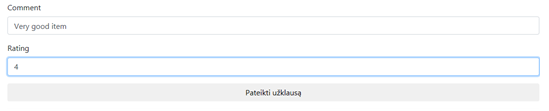 Comment
Very good item
Rating
4
Pateikti užklausą